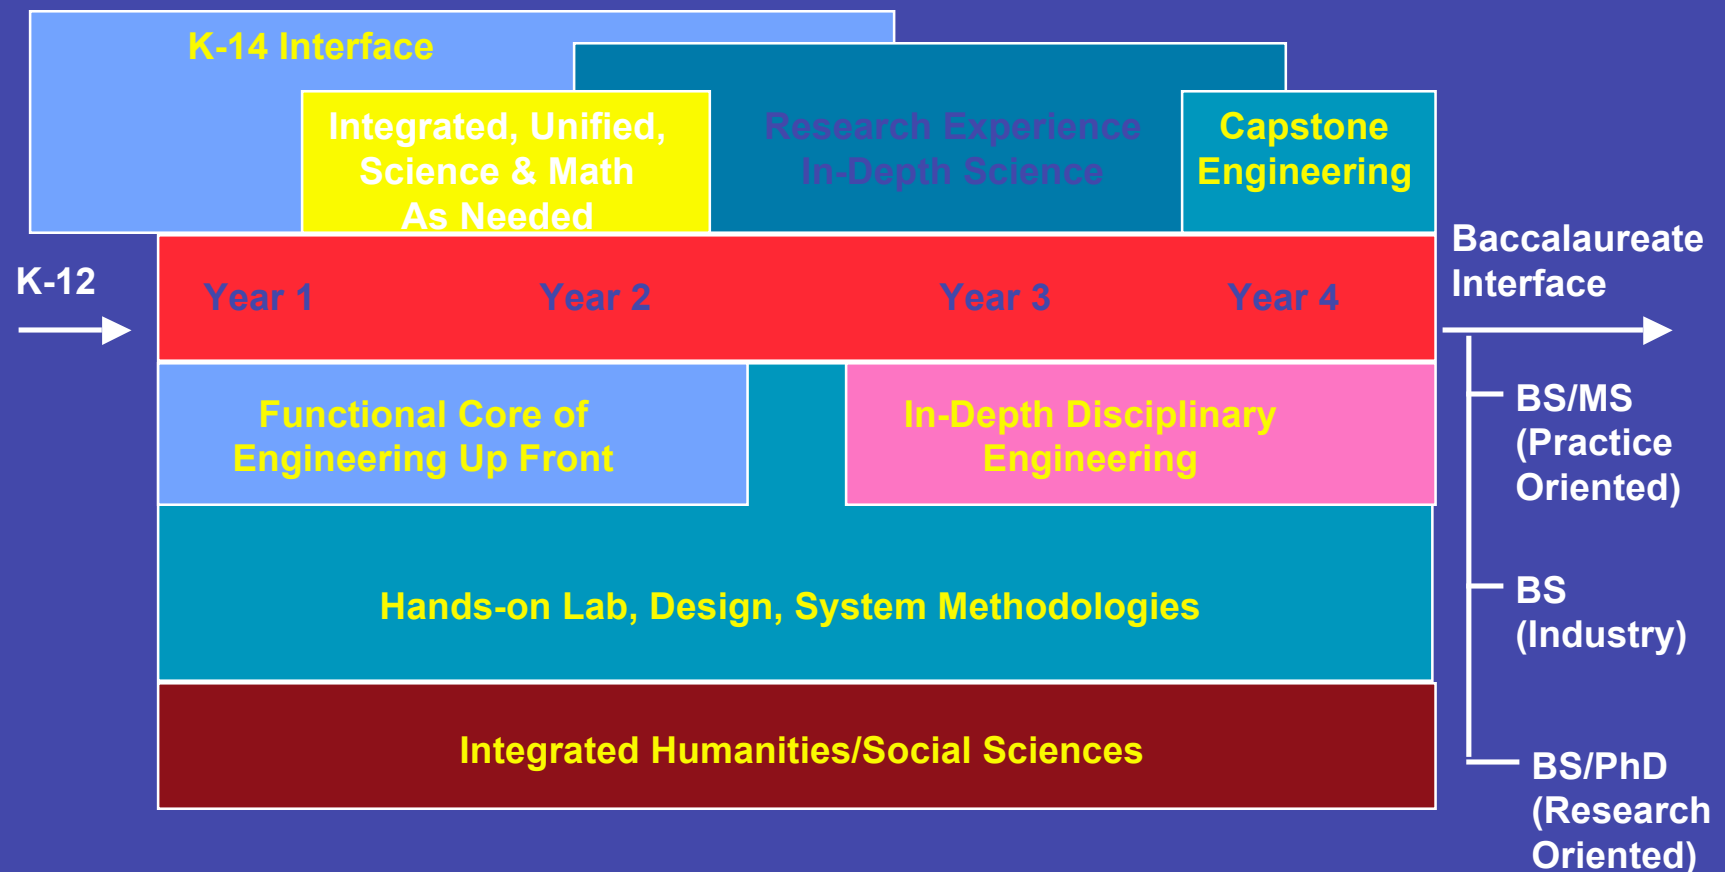 K-14 Interface
Integrated, Unified,
Science & Math
As Needed
Research Experience
In-Depth Science
Capstone
Engineering
K-12
Year 1
Year 2
Year 3
Year 4
Baccalaureate
Interface
Functional Core of
Engineering Up Front
In-Depth Disciplinary
Engineering
BS/MS
(Practice
Oriented)
Hands-on Lab, Design, System Methodologies
BS
(Industry)
Integrated Humanities/Social Sciences
BS/PhD
(Research
Oriented)